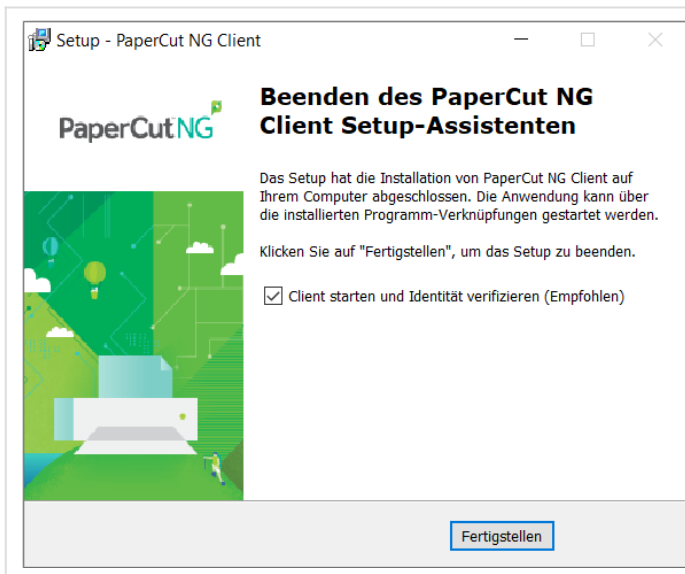 Setup - PaperCut NG Client
PaperCut NG
Beenden des PaperCut NG
Client Setup-Assistenten
Das Setup hat die Installation von PaperCut NG Client auf
Ihrem Computer abgeschlossen. Die Anwendung kann über
die installierten Programm-Verknüpfungen gestartet werden.
Klicken Sie auf "Fertigstellen", um das Setup zu beenden.
Client starten und Identität verifizieren (Empfohlen)
Fertigstellen